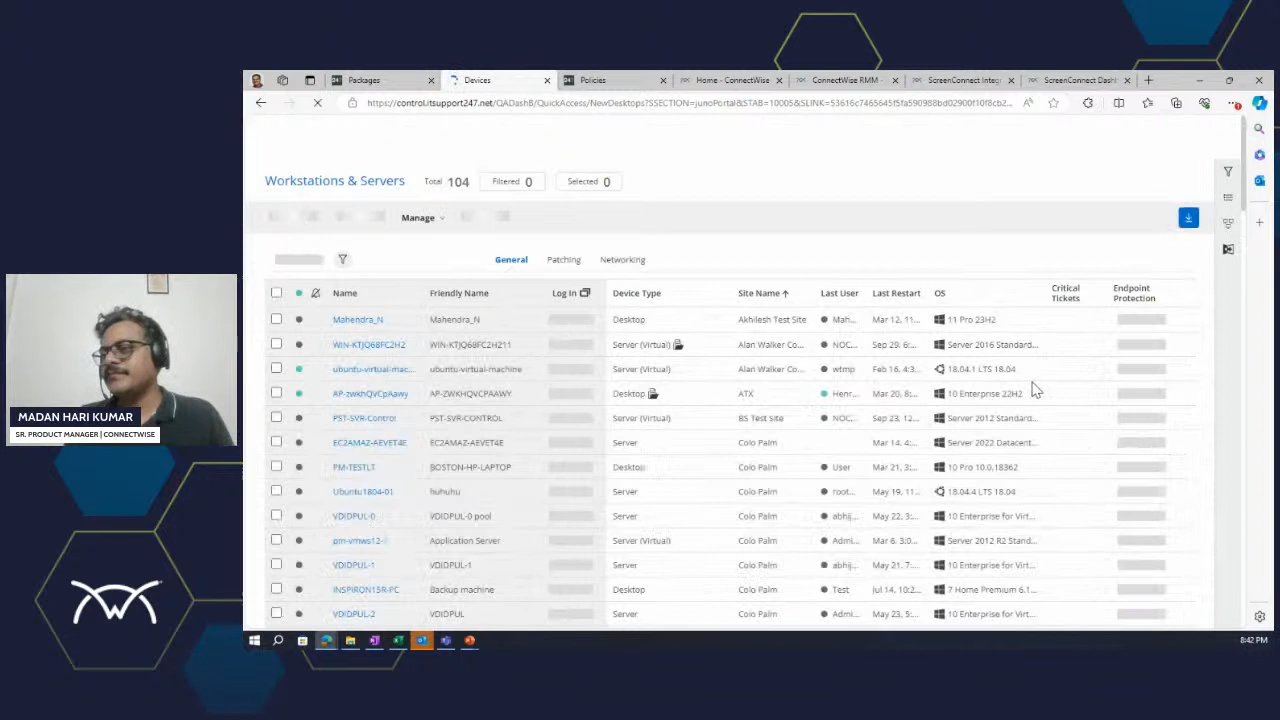 Packages
Devices
Policies
Home - ConnectWise
ConnectWise RMM -
ScreenConnect Integ
ScreenConnect Dash
https://control.itsupport247.net/QADashB/QuickAccess/NewDesktops?SSECTION=junoPortal&STAB=10005&SLINK=53616c7465645f5fa590988bd02900f10f8cb2...
Workstations & Servers Total 104 Filtered 0 Selected 0
Manage
General Patching Networking
Name Friendly Name Log In Device Type Site Name Last User Last Restart OS Critical Tickets Endpoint Protection
Mahendra_N Mahendra_N Desktop Akhilesh Test Site Mah... Mar 12, 11... 11 Pro 23H2
WIN-KTJQ68FC2H2 WIN-KTJQ68FC2H211 Server (Virtual) Alan Walker Co... NOC... Sep 29, 6:... Server 2016 Standard...
ubuntu-virtual-mac... ubuntu-virtual-machine Server (Virtual) Alan Walker Co... wtmp Feb 16, 4:3... 18.04.1 LTS 18.04
AP-zwkhQVCpAawy AP-ZWKHQVCPAAWY Desktop ATX Henr... Mar 20, 8:... 10 Enterprise 22H2
PST-SVR-Control PST-SVR-CONTROL Server (Virtual) BS Test Site NOC... Sep 23, 12... Server 2012 Standard...
EC2AMAZ-AEVET4E EC2AMAZ-AEVET4E Server Colo Palm Mar 14, 4:... Server 2022 Datacent...
PM-TESTLT BOSTON-HP-LAPTOP Desktop Colo Palm User Mar 21, 3:... 10 Pro 10.0.18362
Ubuntu1804-01 huhuhu Server Colo Palm root... May 19, 11... 18.04.4 LTS 18.04
VDIDPUL-0 VDIDPUL-0 pool Server Colo Palm abhij... May 22, 3:... 10 Enterprise for Virt...
pm-vmws12- Application Server Server (Virtual) Colo Palm Admi... Mar 6, 3:0... Server 2012 R2 Stand...
VDIDPUL-1 VDIDPUL-1 Server Colo Palm abhij... May 21, 7:... 10 Enterprise for Virt...
INSPIRON15R-PC Backup machine Desktop Colo Palm Test Jul 14, 10:2... 7 Home Premium 6.1...
VDIDPUL-2 VDIDPUL Server Colo Palm Admi... May 23, 5:... 10 Enterprise for Virt...
8:42 PM
MADAN HARI KUMAR
SR. PRODUCT MANAGER | CONNECTWISE